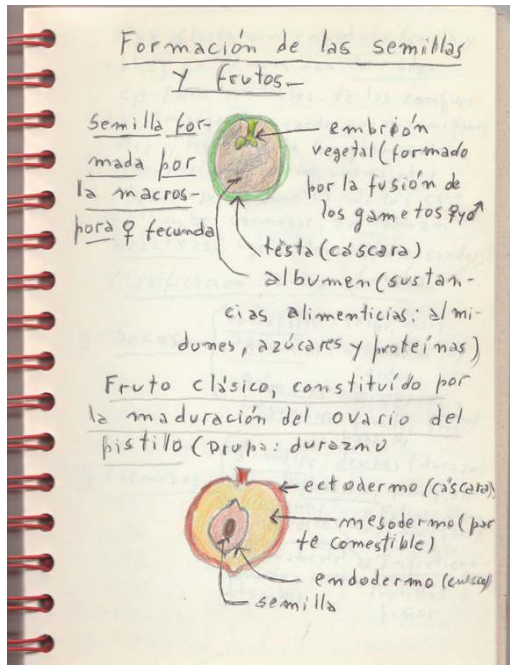 Formación de las semillas
y frutos—
Semilla for-
mada por
la macros-
pora ♀ fecunda
embrión
vegetal (formado
por la fusión de
los gametos ♀y♂
testa (cáscara)
albumen (sustan-
cias alimenticias: almi-
dones, azúcares y proteínas)
Fruto clásico, constituído por
la maduración del ovario del
pistilo (Drupa: durazno
ectodermo (cáscara)
mesodermo (par
te comestible)
endodermo
semilla